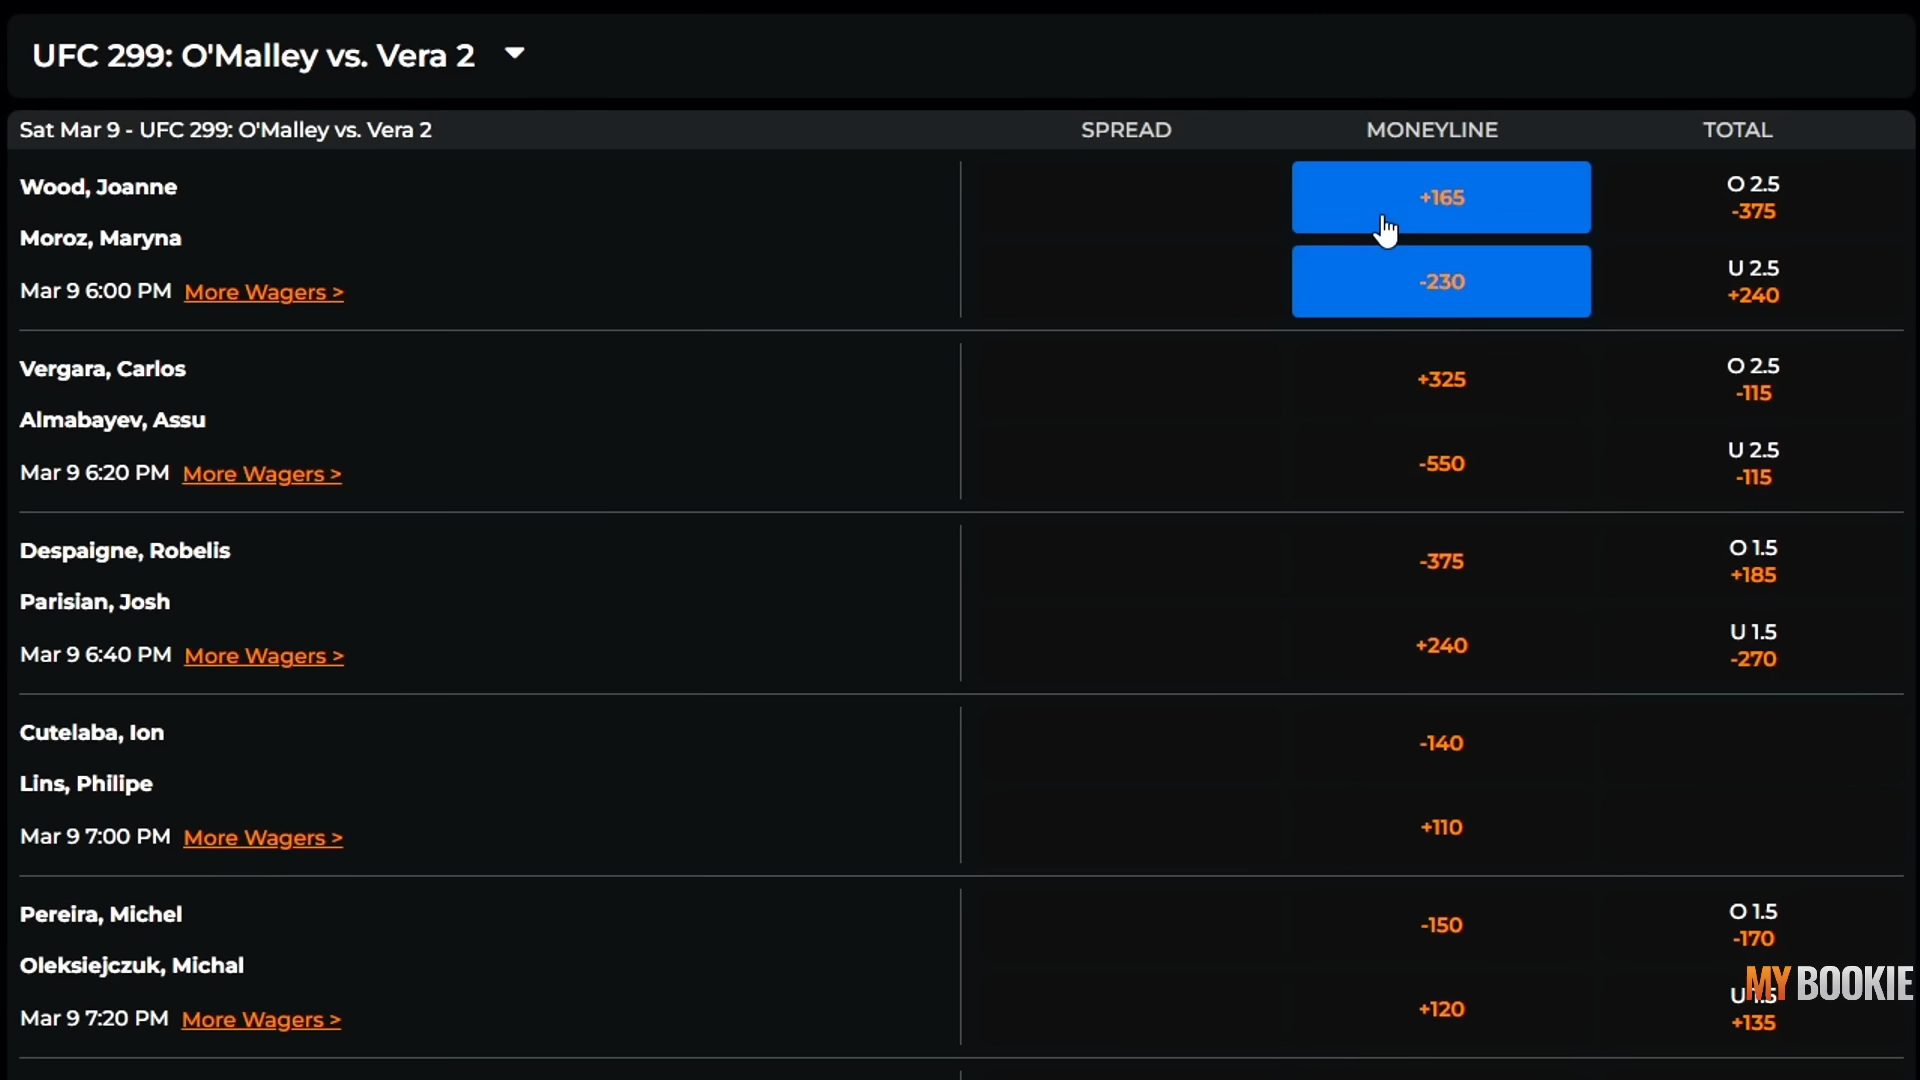 UFC 299: O'Malley vs. Vera 2
Sat Mar 9 - UFC 299: O'Malley vs. Vera 2 SPREAD MONEYLINE TOTAL
Wood, Joanne +165 O 2.5 -375
Moroz, Maryna -230 U 2.5 +240
Mar 9 6:00 PM More Wagers >
Vergara, Carlos +325 O 2.5 -115
Almabayev, Assu -550 U 2.5 -115
Mar 9 6:20 PM More Wagers >
Despaigne, Robelis -375 O 1.5 +185
Parisian, Josh +240 U 1.5 -270
Mar 9 6:40 PM More Wagers >
Cutelaba, Ion -140
Lins, Philipe +110
Mar 9 7:00 PM More Wagers >
Pereira, Michel -150 O 1.5 -170
Oleksiejczuk, Michal +120 U 1.5 +135
Mar 9 7:20 PM More Wagers >
MY BOOKIE